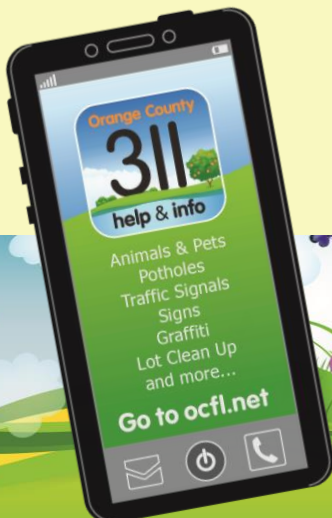 Orange County
311
help & info
Animals & Pets
Potholes
Traffic Signals
Signs
Graffiti
Lot Clean Up
and more...
Go to ocfl.net